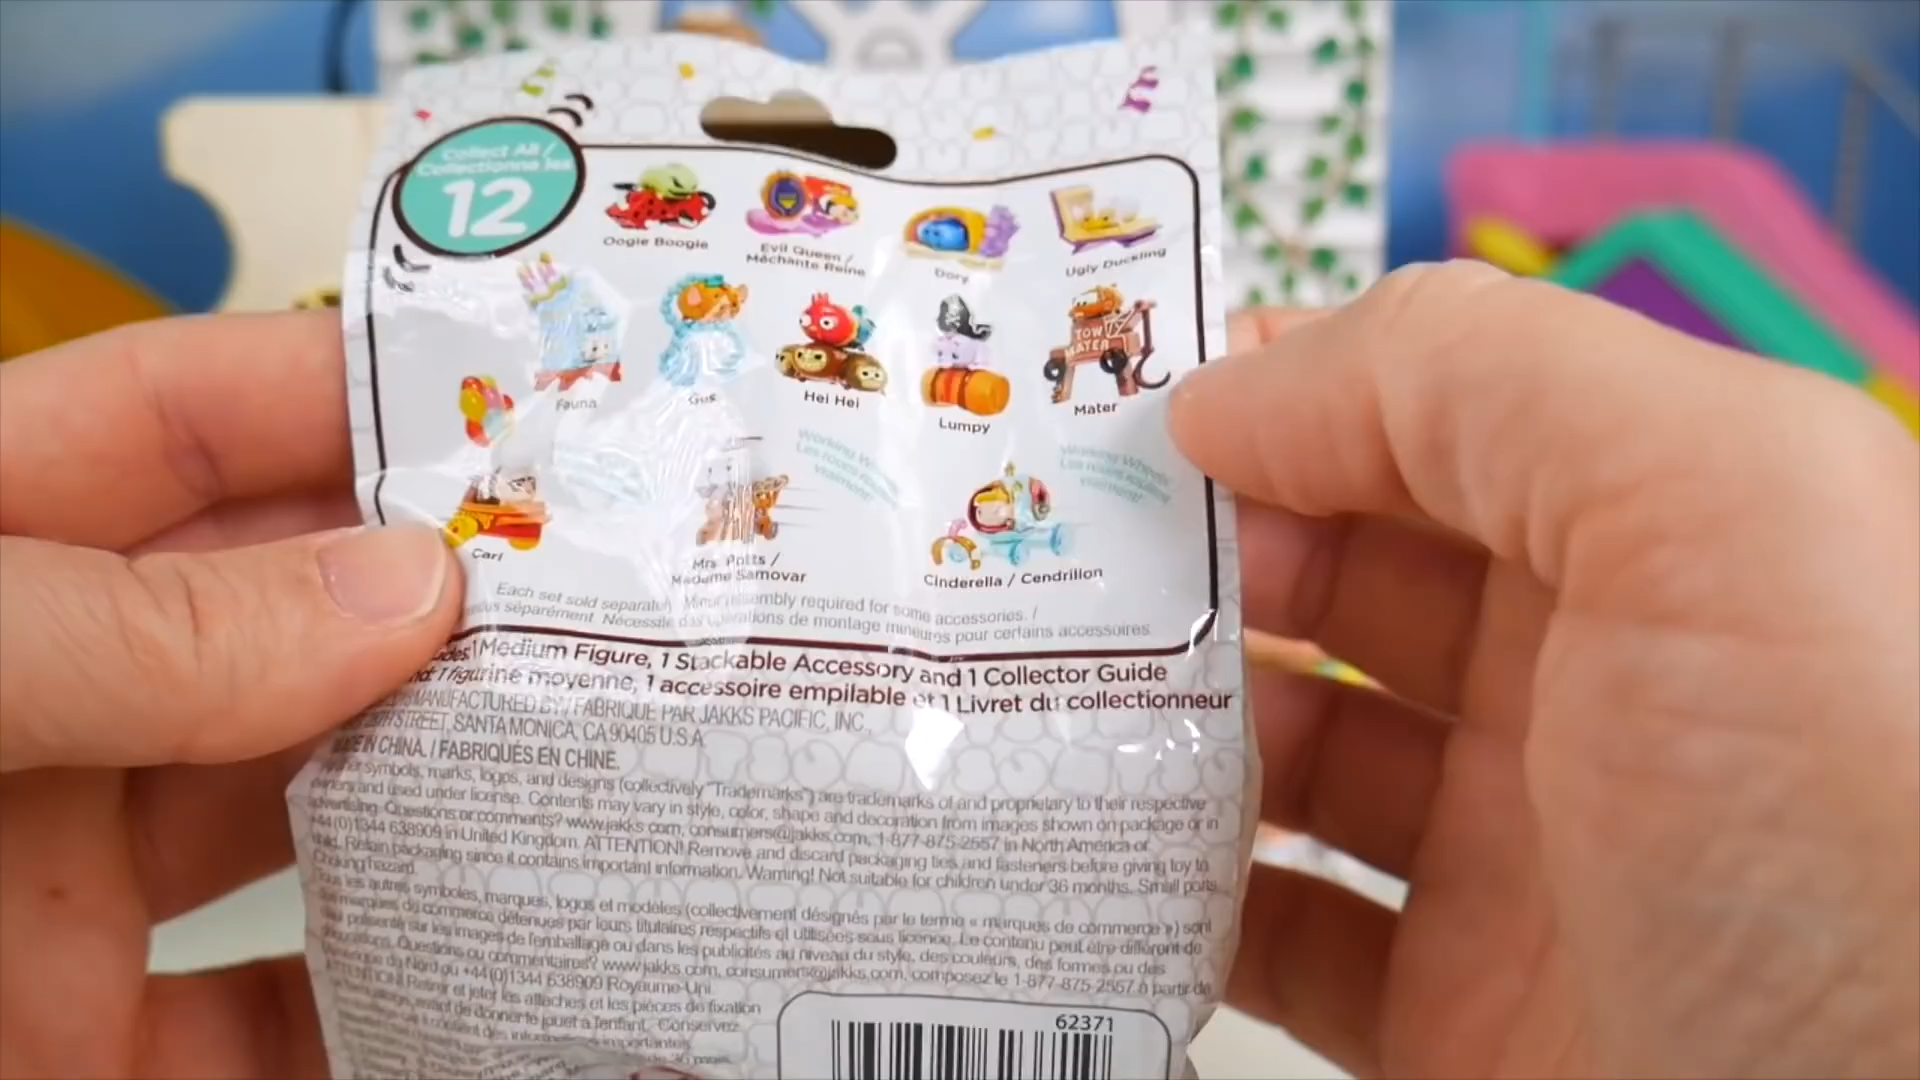 Collect All /
Collectionne les
12
Oogie Boogie
Evil Queen /
Méchante Reine
Dory
Ugly Duckling
Fauna
Gus
Hei Hei
Lumpy
TOW
MATER
Mater
Working
Les roues
vraiment!
Working Wheels
Les roues roulent
vraiment!
Carl
Mrs. Potts /
Madame Samovar
Cinderella / Cendrillon
Each set sold separately. Minor assembly required for some accessories. /
séparément. Nécessite des opérations de montage mineures pour certains accessoires.
1 Medium Figure, 1 Stackable Accessory and 1 Collector Guide
1 figurine moyenne, 1 accessoire empilable et 1 Livret du collectionneur
MANUFACTURED BY / FABRIQUÉ PAR JAKKS PACIFIC, INC.,
STREET, SANTA MONICA, CA 90405 U.S.A.
MADE IN CHINA. / FABRIQUÉS EN CHINE.
symbols, marks, logos, and designs (collectively "Trademarks") are trademarks of and proprietary to their respective
owners and used under license. Contents may vary in style, color, shape and decoration from images shown on package or in
advertising. Questions or comments? www.jakks.com, consumers@jakks.com, 1-877-875-2557 in North America or
+44(0)1344 638909 in United Kingdom. ATTENTION! Remove and discard packaging ties and fasteners before giving toy to
child. Retain packaging since it contains important information. Warning! Not suitable for children under 36 months. Small parts.
Choking hazard.
Tous les autres symboles, marques, logos et modèles (collectivement désignés par le terme « marques de commerce ») sont
des marques de commerce détenues par leurs titulaires respectifs et utilisées sous licence. Le contenu peut être différent de
celui présenté sur les images de l'emballage ou dans les publicités au niveau du style, des couleurs, des formes ou des
décorations. Questions ou commentaires? www.jakks.com, consumers@jakks.com, composez le 1-877-875-2557 à partir de
l'Amérique du Nord ou +44(0)1344 638909 Royaume-Uni.
ATTENTION! Retirer et jeter les attaches et les pièces de fixation
avant de donner le jouet à l'enfant. Conservez
62371